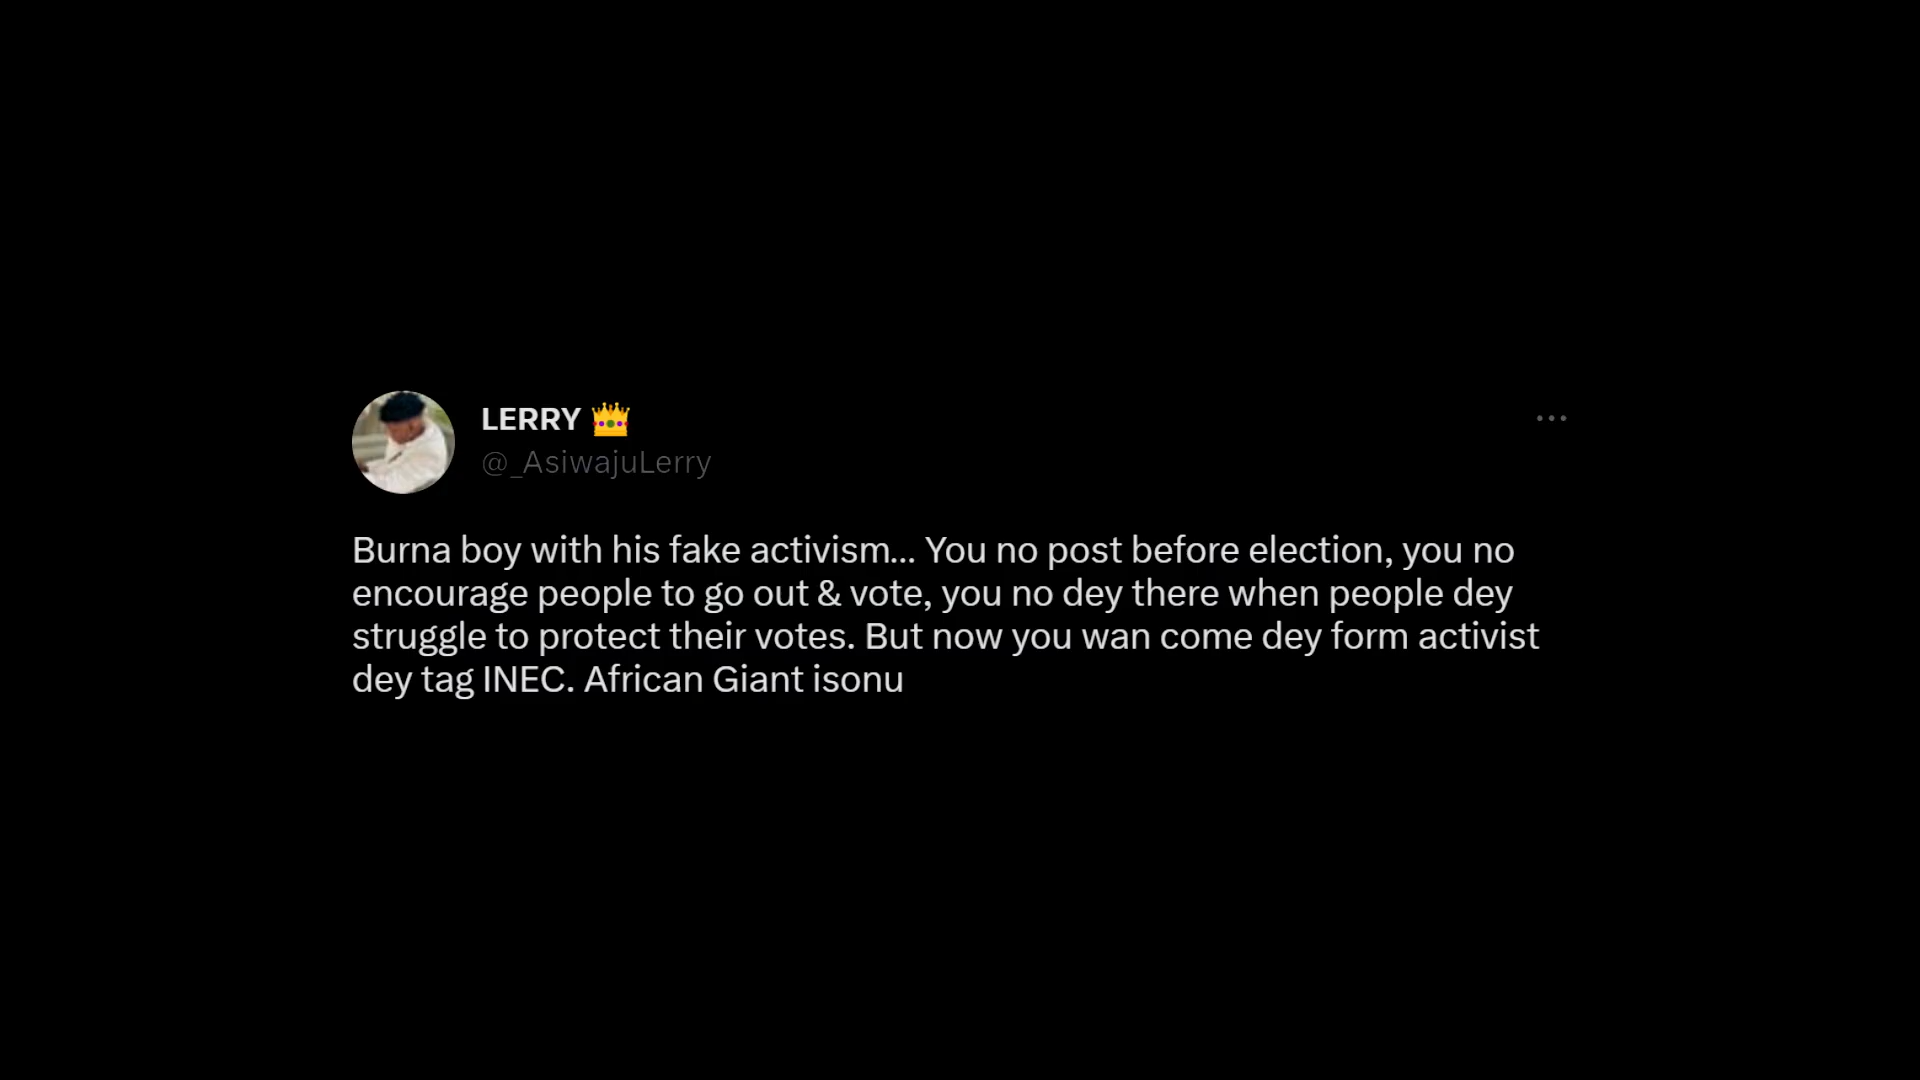 LERRY 👑
@_AsiwajuLerry
Burna boy with his fake activism... You no post before election, you no
encourage people to go out & vote, you no dey there when people dey
struggle to protect their votes. But now you wan come dey form activist
dey tag INEC. African Giant isonu